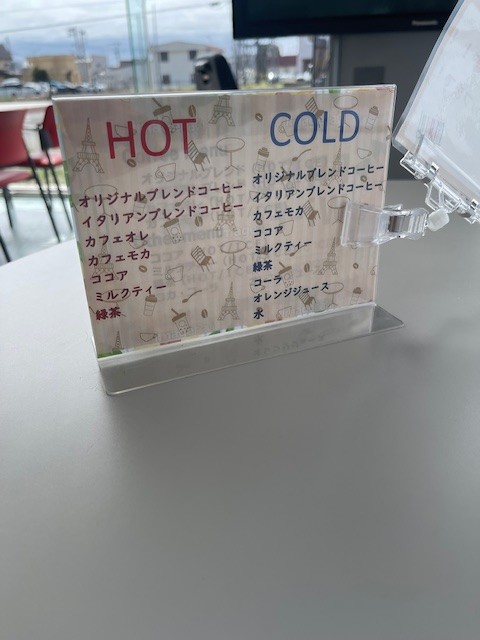 Panasonic
HOT
オリジナルブレンドコーヒー
イタリアンブレンドコーヒー
カフェオレ
カフェモカ
ココア
ミルクティー
緑茶
COLD
オリジナルブレンドコーヒー
イタリアンブレンドコーヒー
カフェモカ
ココア
ミルクティー
緑茶
コーラ
オレンジジュース
水